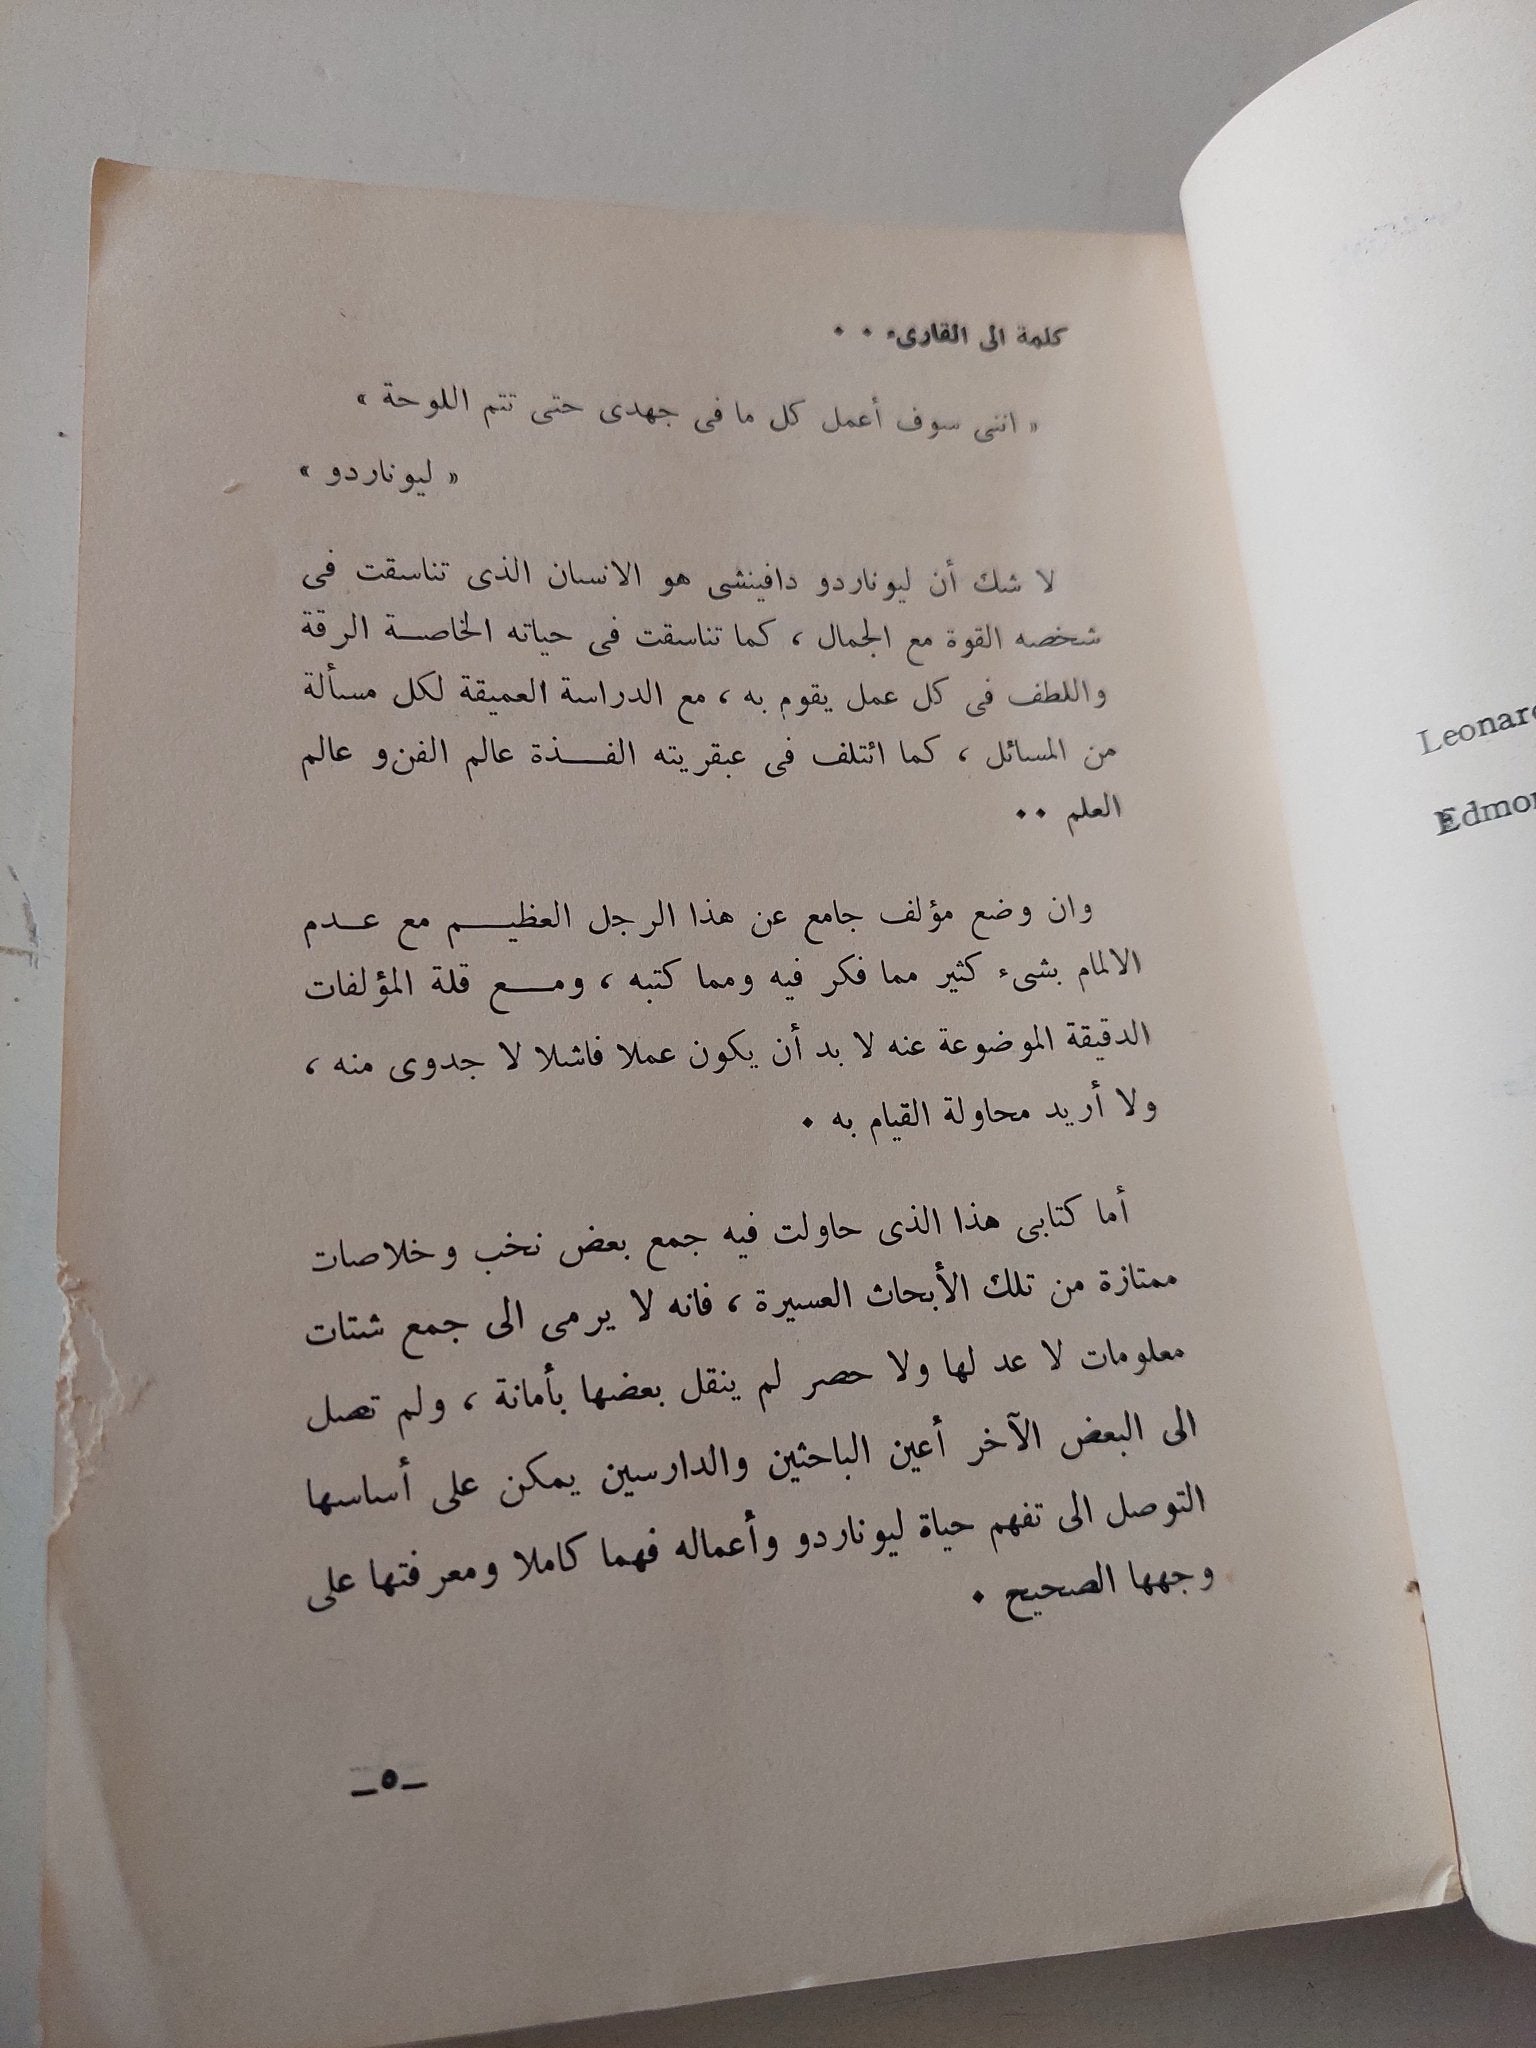 كلمة الى القارىء ٠ ٠ ٠
« اننى سوف أعمل كل ما فى جهدى حتى تتم اللوحة »
« ليوناردو »
لا شك أن ليوناردو دافينشى هو الانسان الذى تناسقت فى
شخصه القوة مع الجمال ، كما تناسقت فى حياته الخاصة الرقة
واللطف فى كل عمل يقوم به ، مع الدراسة العميقة لكل مسألة
من المسائل ، كما ائتلف فى عبقريته الفذة عالم الفن و عالم
العلم ٠٠
وان وضع مؤلف جامع عن هذا الرجل العظيم مع عدم
الالمام بشىء كثير مما فكر فيه ومما كتبه ، ومع قلة المؤلفات
الدقيقة الموضوعة عنه لا بد أن يكون عملا فاشلا لا جدوى منه ،
ولا أريد محاولة القيام به ٠
أما كتابى هذا الذى حاولت فيه جمع بعض نخب وخلاصات
ممتازة من تلك الأبحاث العسيرة ، فانه لا يرمى الى جمع شتات
معلومات لا عد لها ولا حصر لم ينقل بعضها بأمانة ، ولم تصل
الى البعض الآخر أعين الباحثين والدارسين يمكن على أساسها
التوصل الى تفهم حياة ليوناردو وأعماله فهما كاملا ومعرفتها على
وجهها الصحيح ٠
ـ ٥ ـ
Leonard
Edmon